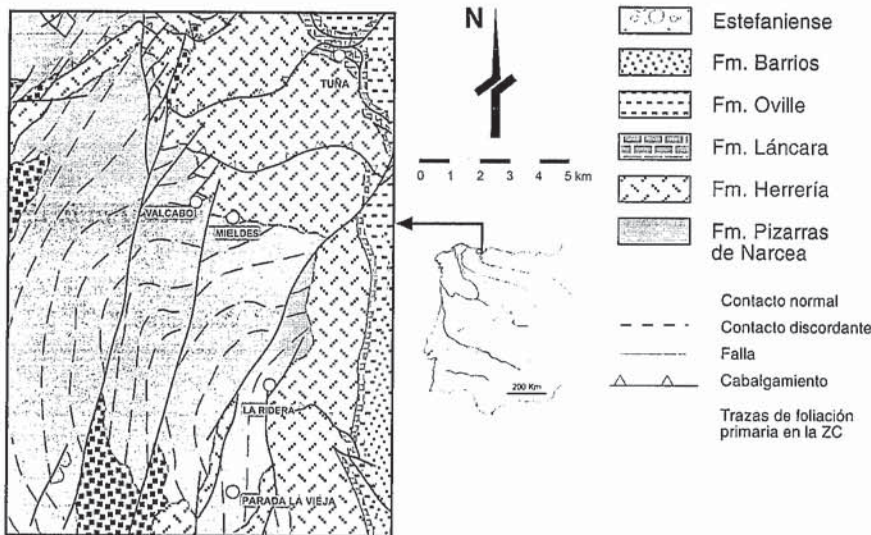 TUÑA
VALCABO
MIELDES
LA RIDERA
PARADA LA VIEJA
N
0 1 2 3 4 5 km
200 Km
Estefaniense
Fm. Barrios
Fm. Oville
Fm. Láncara
Fm. Herrería
Fm. Pizarras
de Narcea
Contacto normal
Contacto discordante
Falla
Cabalgamiento
Trazas de foliación
primaria en la ZC